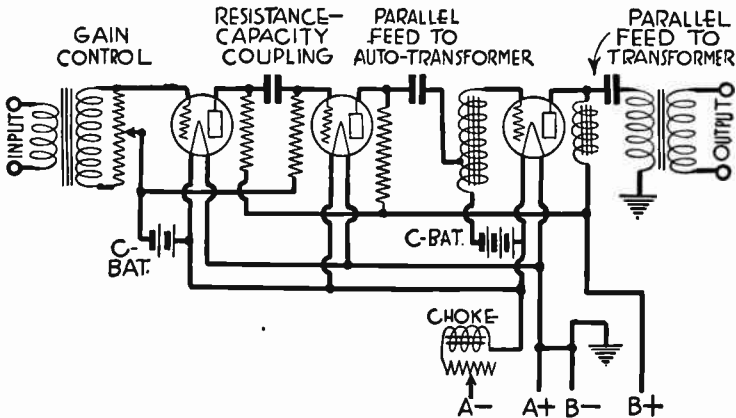 GAIN
CONTROL
RESISTANCE-
CAPACITY
COUPLING
PARALLEL
FEED TO
AUTO-TRANSFORMER
PARALLEL
FEED TO
TRANSFORMER
INPUT
OUTPUT
C-
BAT.
C-BAT.
CHOKE
A-
A+
B-
B+